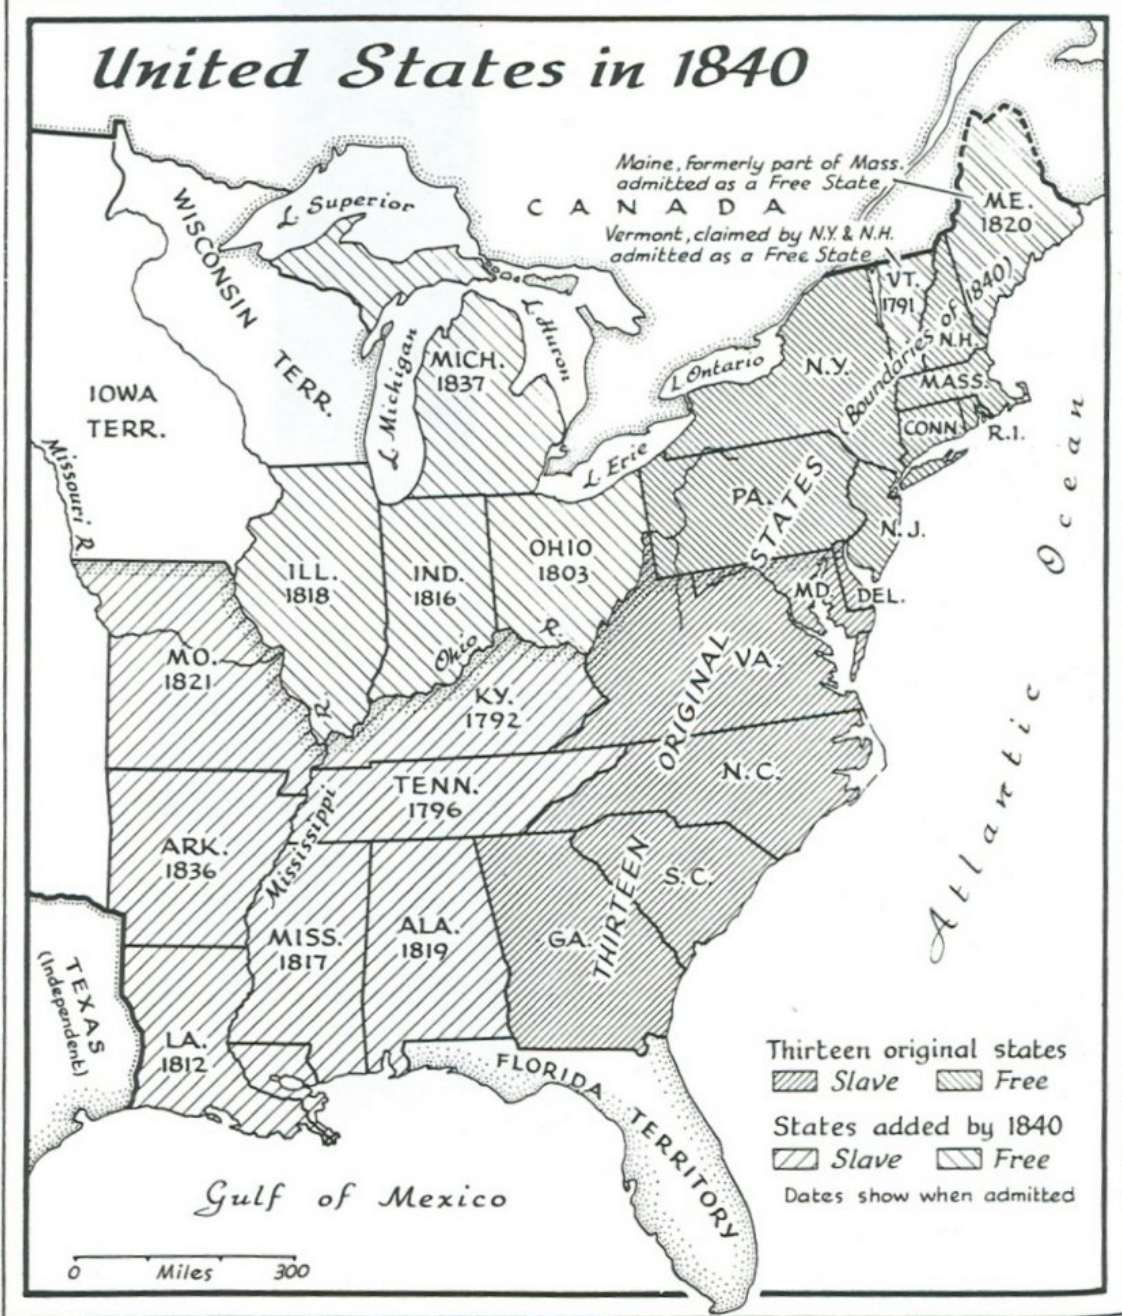 United States in 1840
Maine, formerly part of Mass.
admitted as a Free State
CANADA
Vermont, claimed by N.Y. & N.H.
admitted as a Free State
ME.
1820
VT.
1791
N.H.
(Boundaries of 1840)
L. Superior
WISCONSIN TERR.
L. Huron
L. Michigan
MICH.
1837
L. Ontario
N.Y.
MASS.
CONN.
R.I.
IOWA
TERR.
Missouri R.
L. Erie
PA.
N.J.
OHIO
1803
ILL.
1818
IND.
1816
MD.
DEL.
Ohio R.
VA.
MO.
1821
KY.
1792
THIRTEEN ORIGINAL STATES
N.C.
TENN.
1796
Mississippi R.
ARK.
1836
S.C.
MISS.
1817
ALA.
1819
GA.
TEXAS
(Independent)
LA.
1812
FLORIDA TERRITORY
Atlantic Ocean
Gulf of Mexico
Thirteen original states
Slave Free
States added by 1840
Slave Free
Dates show when admitted
0 Miles 300